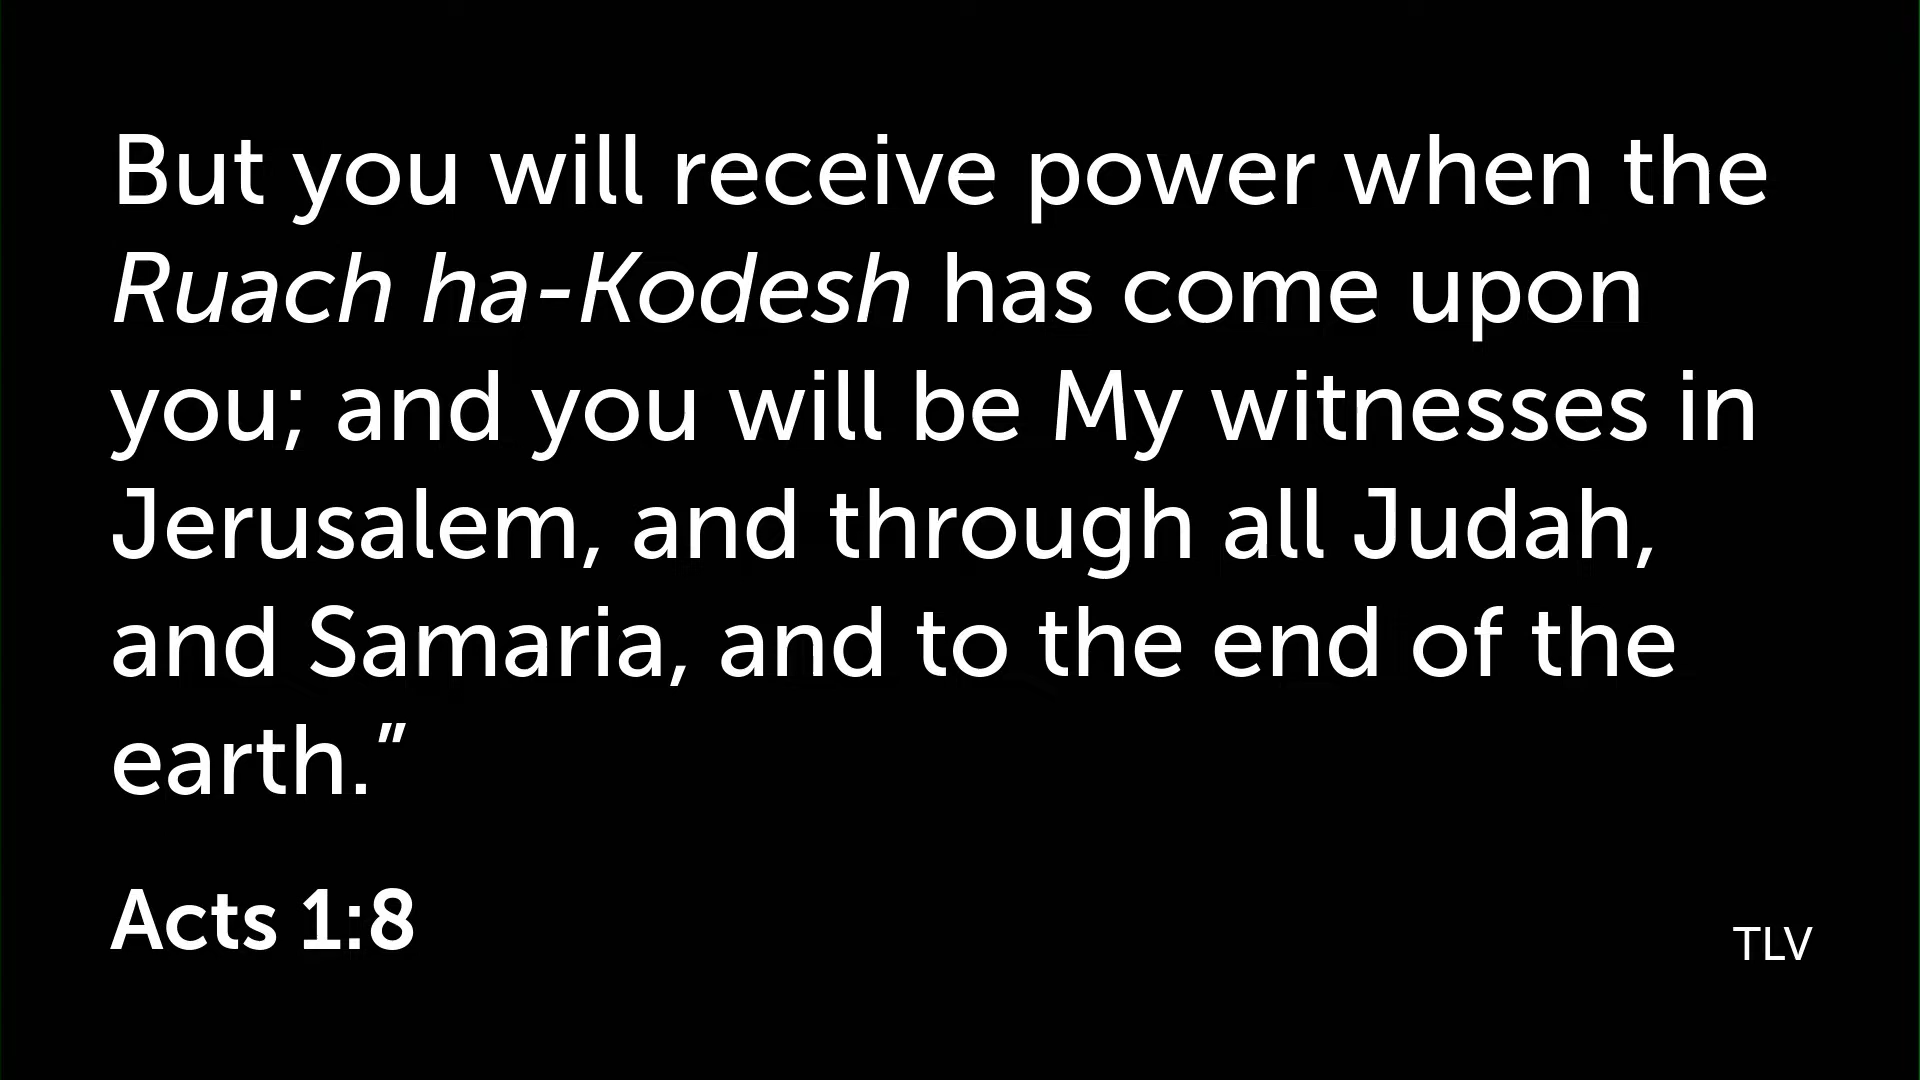 But you will receive power when the
Ruach ha-Kodesh has come upon
you; and you will be My witnesses in
Jerusalem, and through all Judah,
and Samaria, and to the end of the
earth.”
Acts 1:8
TLV